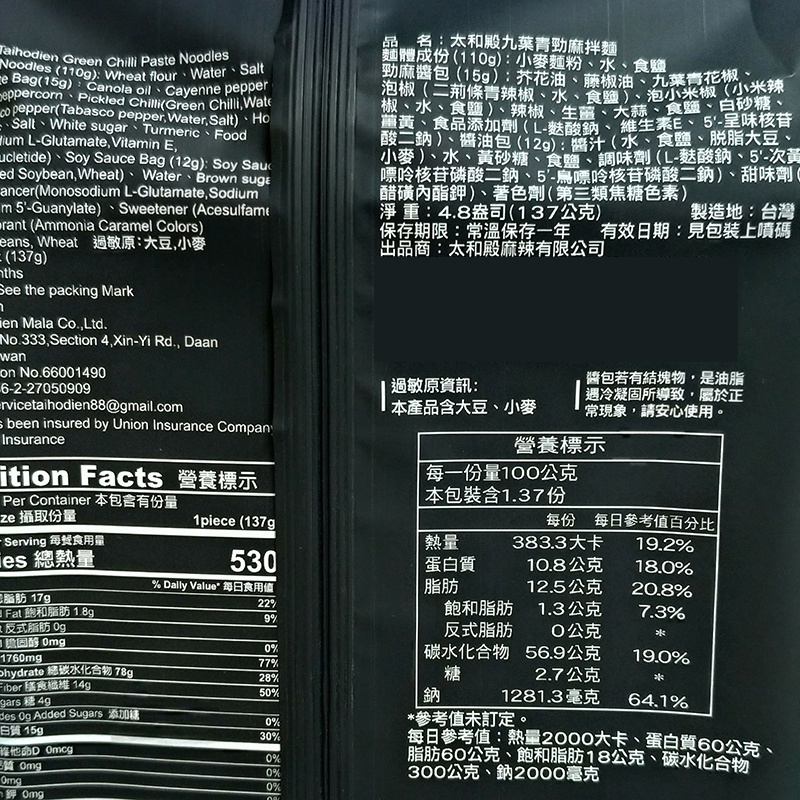 Taihodien Green Chilli Paste Noodles
Noodles (110g): Wheat flour、Water、Salt
Bag(15g)：Canola oil、Cayenne pepper
Pickled Chilli(Green Chilli,Wate
pepper(Tabasco pepper,Water,Salt)、
Salt、White sugar、Turmeric、Food
L-Glutamate,Vitamin E,
Soy Sauce Bag (12g): Soy Sauc
ed Soybean,Wheat)、Water、Brown suga
ancer(Monosodium L-Glutamate,Sodium
m 5'-Guanylate)、Sweetener (Acesulfame
rant (Ammonia Caramel Colors)
eans, Wheat 過敏原:大豆,小麥
(137g)
nths
See the packing Mark
ien Mala Co.,Ltd.
No.333,Section 4,Xin-Yi Rd., Daan
wan
on No.66001490
6-2-27050909
ervicetaihodien88@gmail.com
s been insured by Union Insurance Company
Insurance
ition Facts 營養標示
Per Container 本包含有份量
ze 攝取份量 1piece (137g
Serving 每餐食用量
ies 總熱量 530
% Daily Value* 每日食用值
脂肪 17g 22%
Fat 飽和脂肪 1.8g 9%
反式脂肪 0g
膽固醇 0mg 0%
1760mg 77%
ohydrate 總碳水化合物 78g 28%
Fiber 膳食纖維 14g 50%
gars 糖 4g
des 0g Added Sugars 添加糖 0%
白質 15g 30%
維他命D 0mcg 0%
0mg 0%
0mg 0%
鉀 0mg 0%
品 名：太和殿九葉青勁麻拌麵
麵體成份(110g)：小麥麵粉、水、食鹽
勁麻醬包(15g)：芥花油、藤椒油、九葉青花椒、
泡椒（二荊條青辣椒、水、食鹽）、泡小米椒（小米辣
椒、水、食鹽）、辣椒、生薑、大蒜、食鹽、白砂糖、
薑黃、食品添加劑（L-麩酸鈉、維生素E、5'-呈味核苷
酸二鈉）、醬油包(12g)：醬汁（水、食鹽、脫脂大豆、
小麥）、水、黃砂糖、食鹽、調味劑（L-麩酸鈉、5'-次黃
嘌呤核苷磷酸二鈉、5'-鳥嘌呤核苷磷酸二鈉）、甜味劑（
醋磺內酯鉀）、著色劑（第三類焦糖色素）
淨 重：4.8盎司(137公克) 製造地：台灣
保存期限：常溫保存一年 有效日期：見包裝上噴碼
出品商：太和殿麻辣有限公司
過敏原資訊:
本產品含大豆、小麥
醬包若有結塊物，是油脂
遇冷凝固所導致，屬於正
常現象，請安心使用。
營養標示
每一份量100公克
本包裝含1.37份
每份 每日參考值百分比
熱量 383.3大卡 19.2%
蛋白質 10.8公克 18.0%
脂肪 12.5公克 20.8%
飽和脂肪 1.3公克 7.3%
反式脂肪 0公克 *
碳水化合物 56.9公克 19.0%
糖 2.7公克 *
鈉 1281.3毫克 64.1%
*參考值未訂定。
每日參考值：熱量2000大卡、蛋白質60公克、
脂肪60公克、飽和脂肪18公克、碳水化合物
300公克、鈉2000毫克